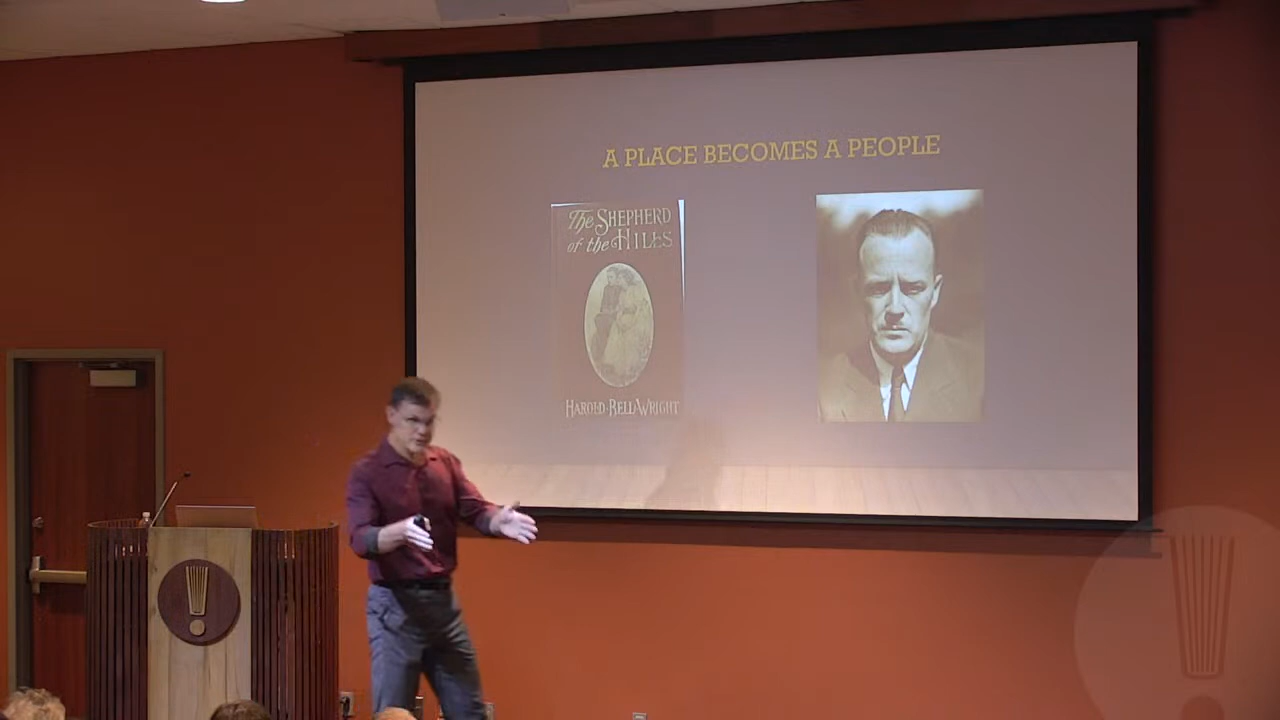 A PLACE BECOMES A PEOPLE
The SHEPHERD
of the HILLS
HAROLD·BELL·WRIGHT